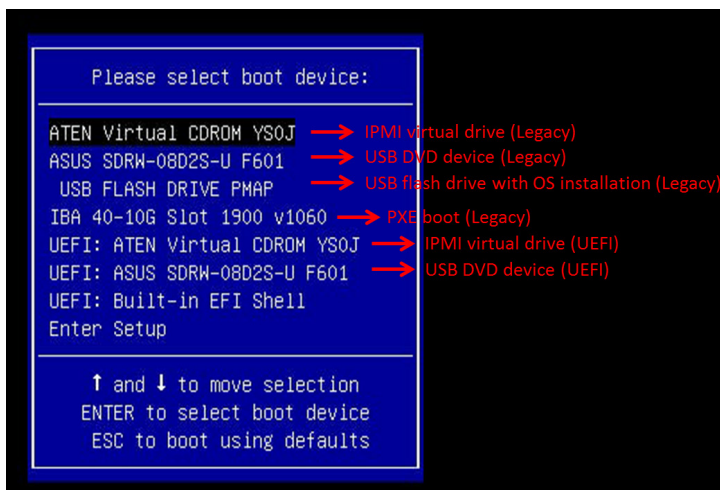 Please select boot device:
ATEN Virtual CDROM YS0J IPMI virtual drive (Legacy)
ASUS SDRW-08D2S-U F601 USB DVD device (Legacy)
USB FLASH DRIVE PMAP USB flash drive with OS installation (Legacy)
IBA 40-10G Slot 1900 v1060 PXE boot (Legacy)
UEFI: ATEN Virtual CDROM YS0J IPMI virtual drive (UEFI)
UEFI: ASUS SDRW-08D2S-U F601 USB DVD device (UEFI)
UEFI: Built-in EFI Shell
Enter Setup
↑ and ↓ to move selection
ENTER to select boot device
ESC to boot using defaults